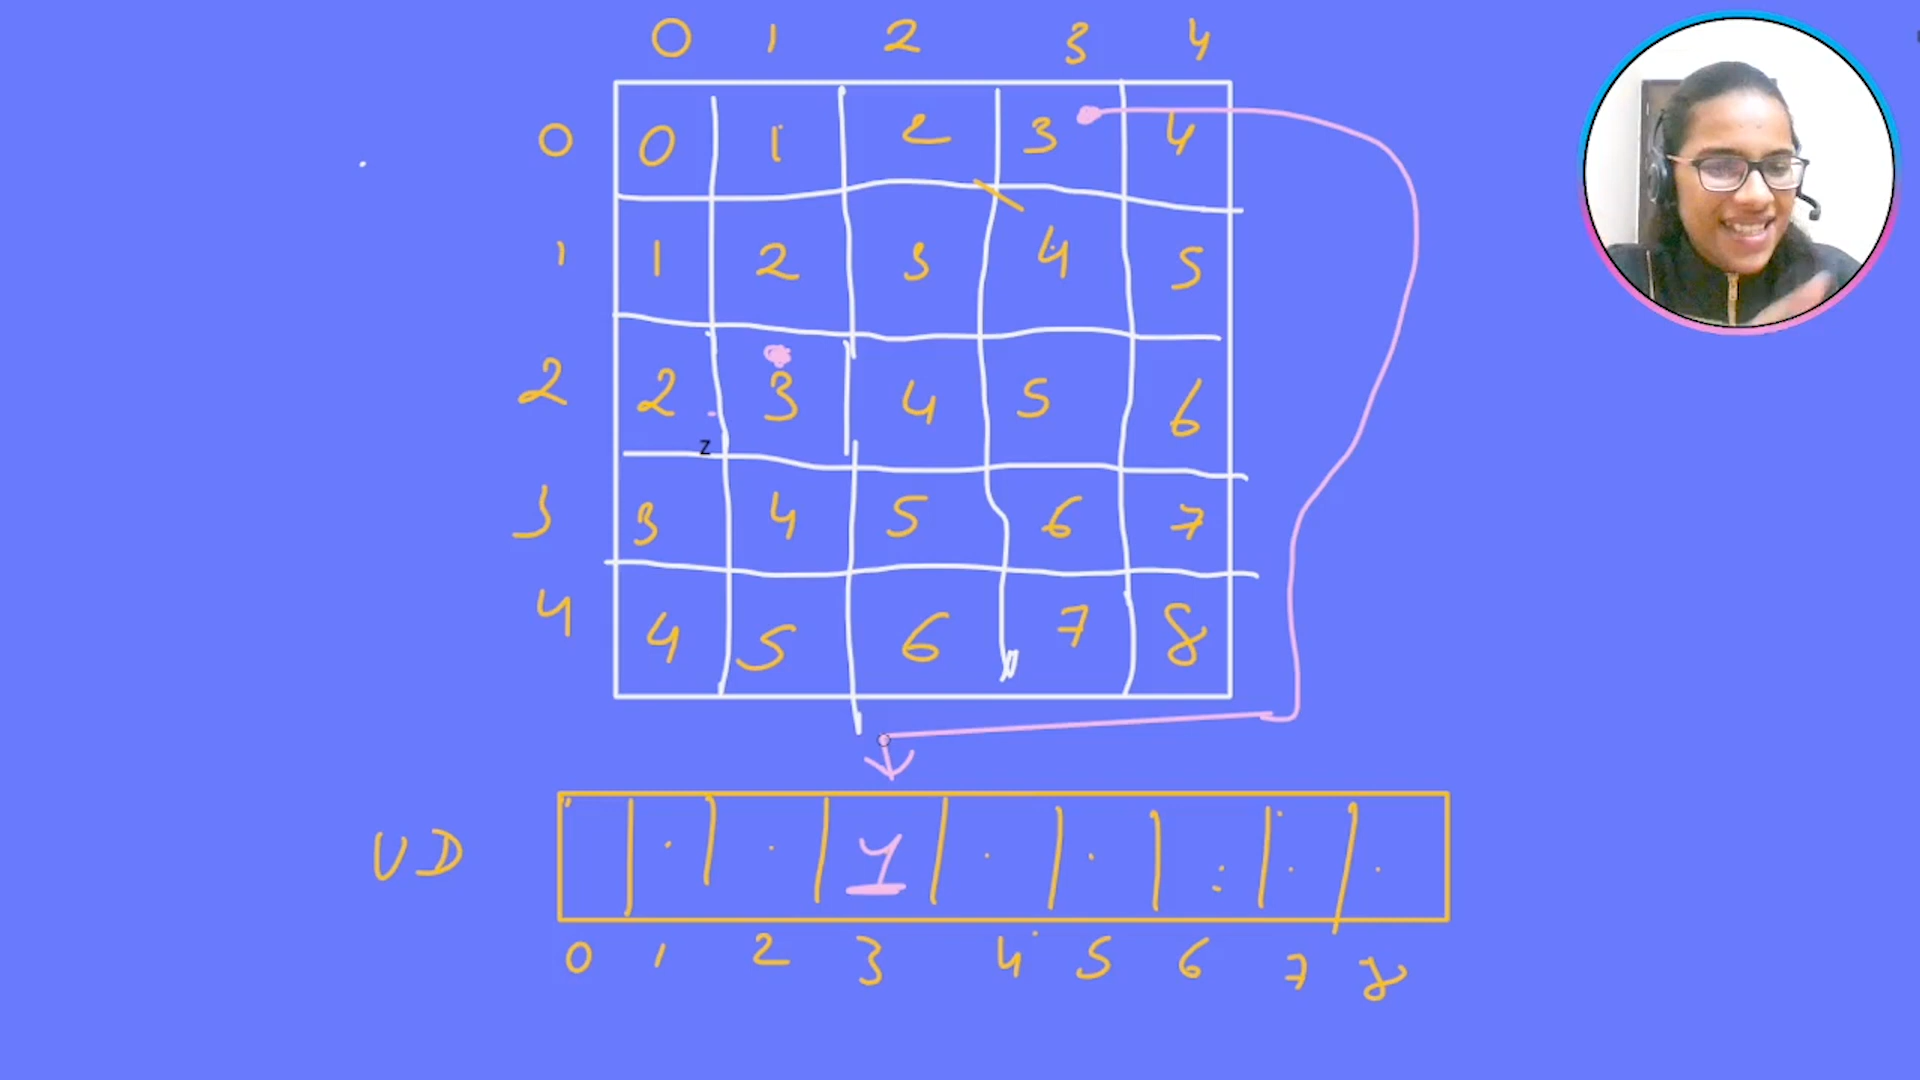 0 1 2 3 4
0 0 1 2 3 4
1 1 2 3 4 5
2 2 3 4 5 6
z
3 3 4 5 6 7
4 4 5 6 7 8
UD 1
0 1 2 3 4 5 6 7 8